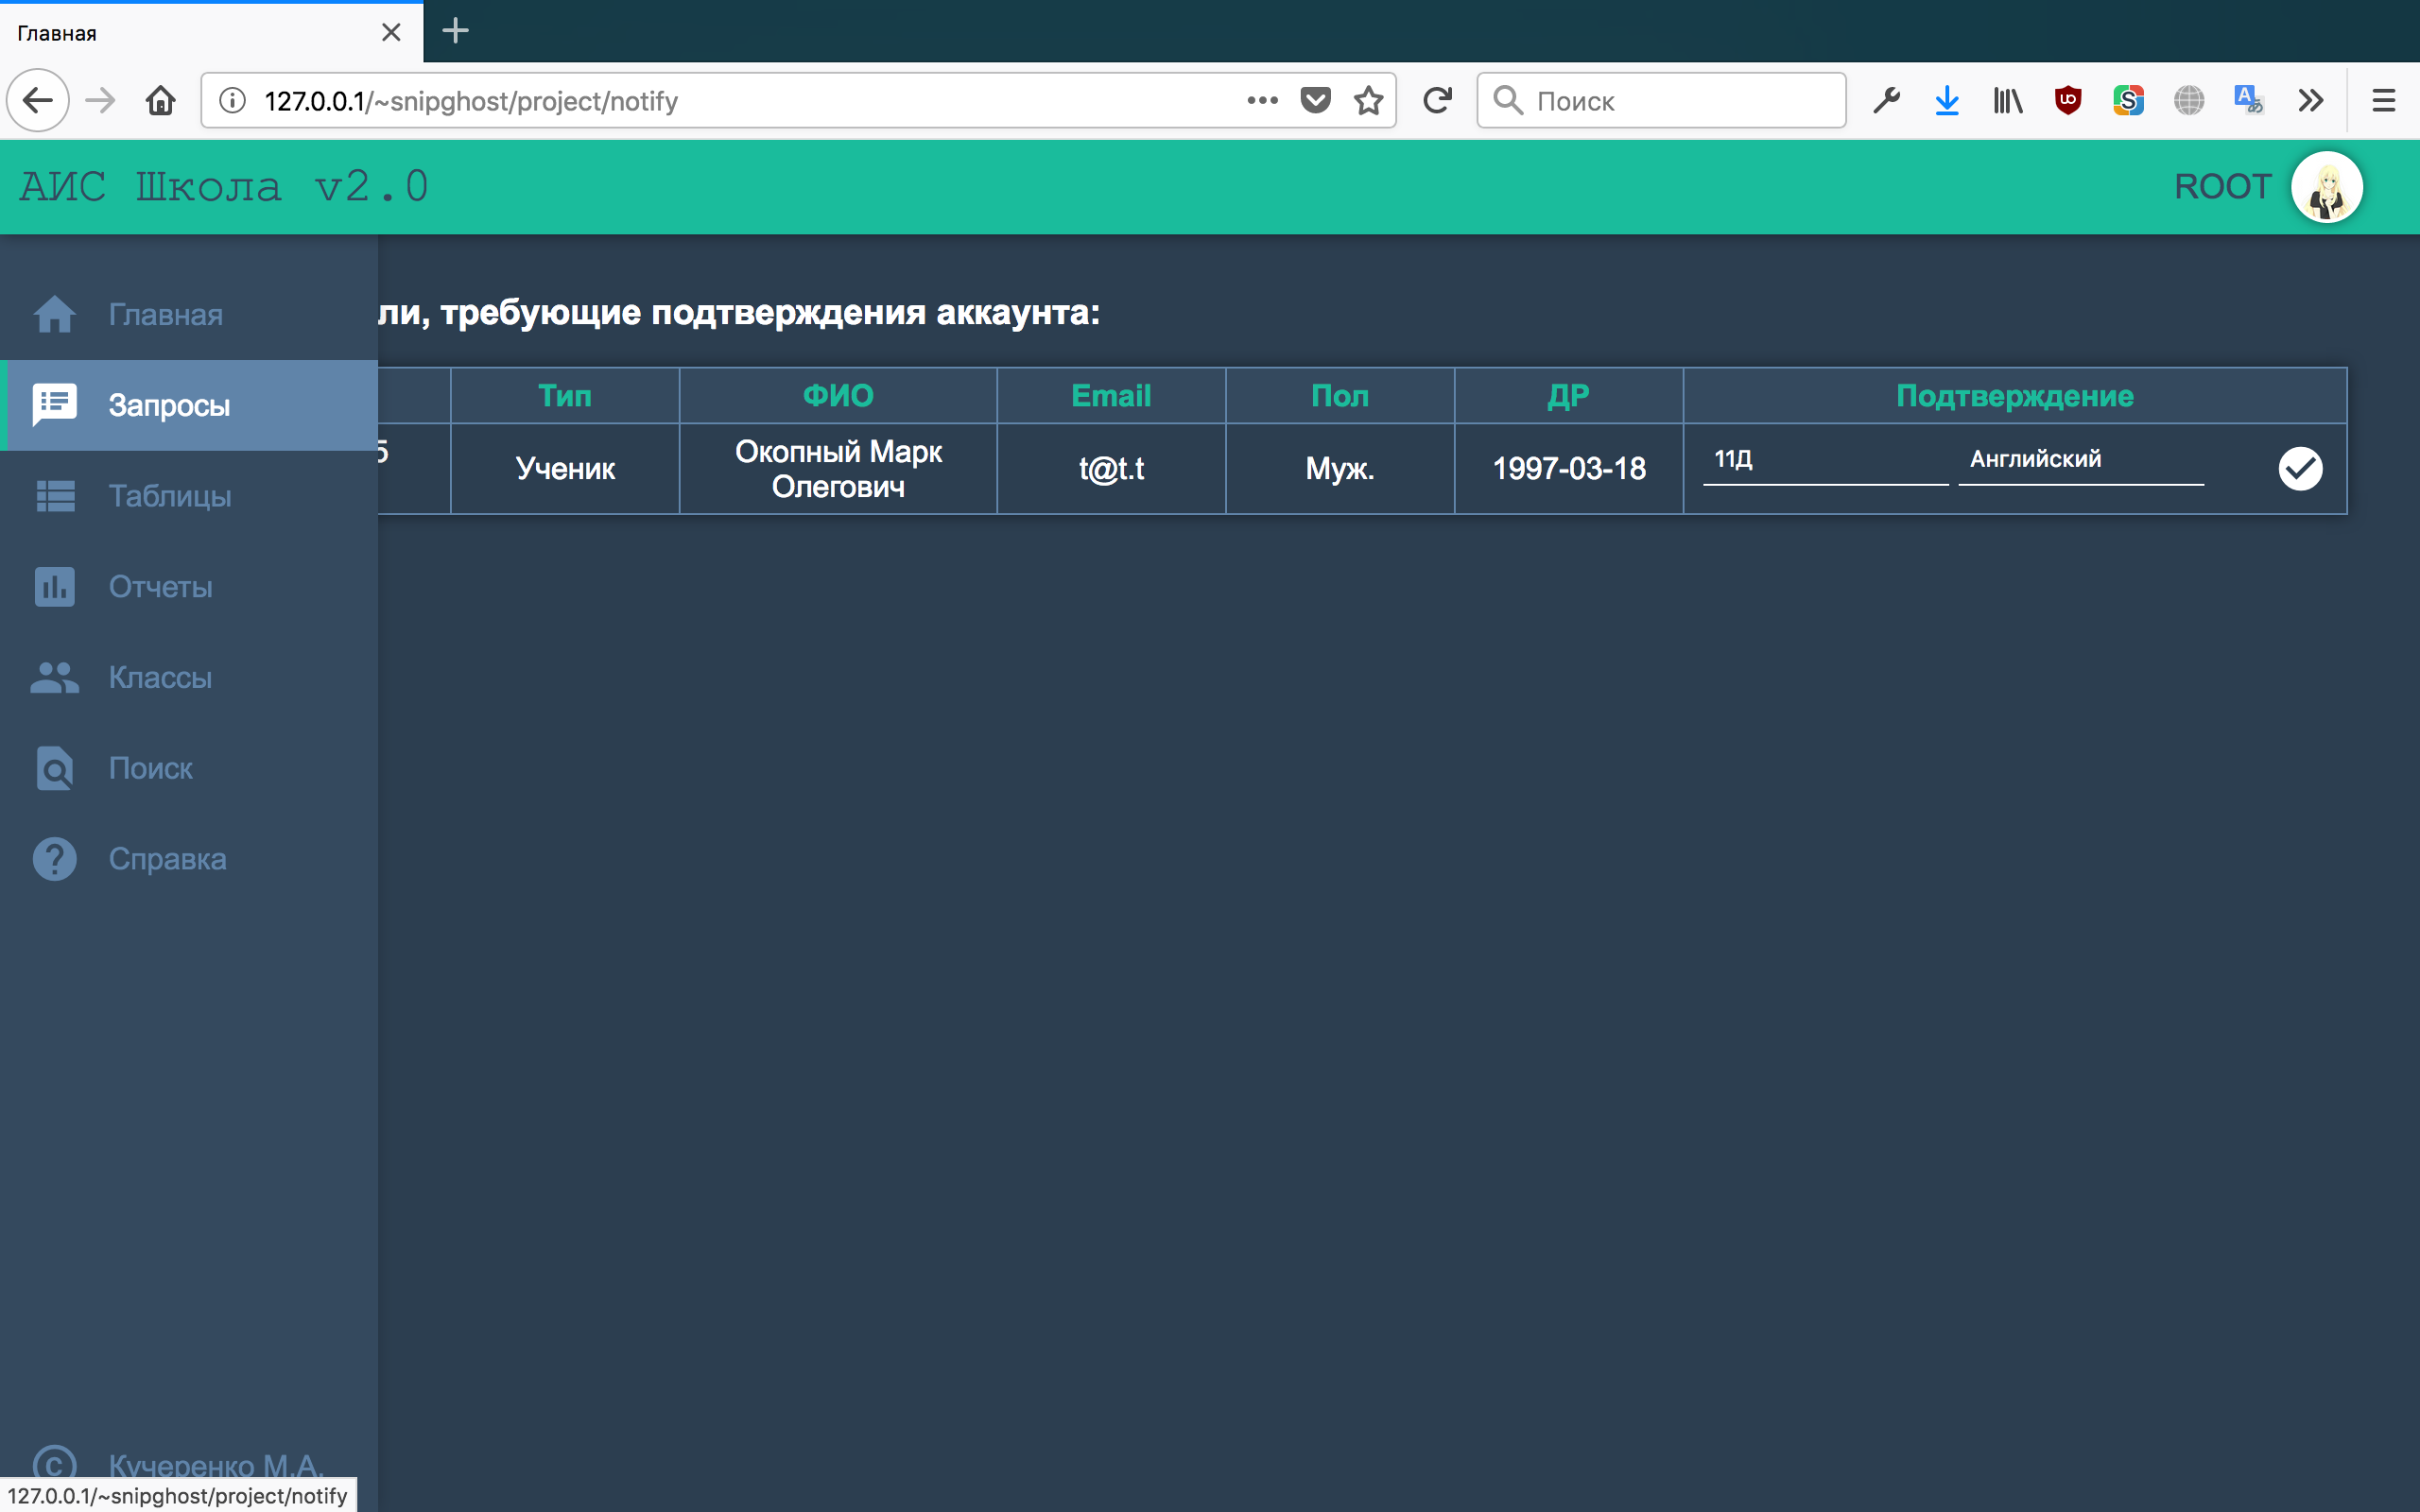 Главная
127.0.0.1/~snipghost/project/notify
Поиск
АИС Школа v2.0
ROOT
Главная
Запросы
Таблицы
Отчеты
Классы
Поиск
Справка
Кучеренко М.А.
ли, требующие подтверждения аккаунта:
Тип ФИО Email Пол ДР Подтверждение
5 Ученик Окопный Марк Олегович t@t.t Муж. 1997-03-18 11Д Английский
127.0.0.1/~snipghost/project/notify